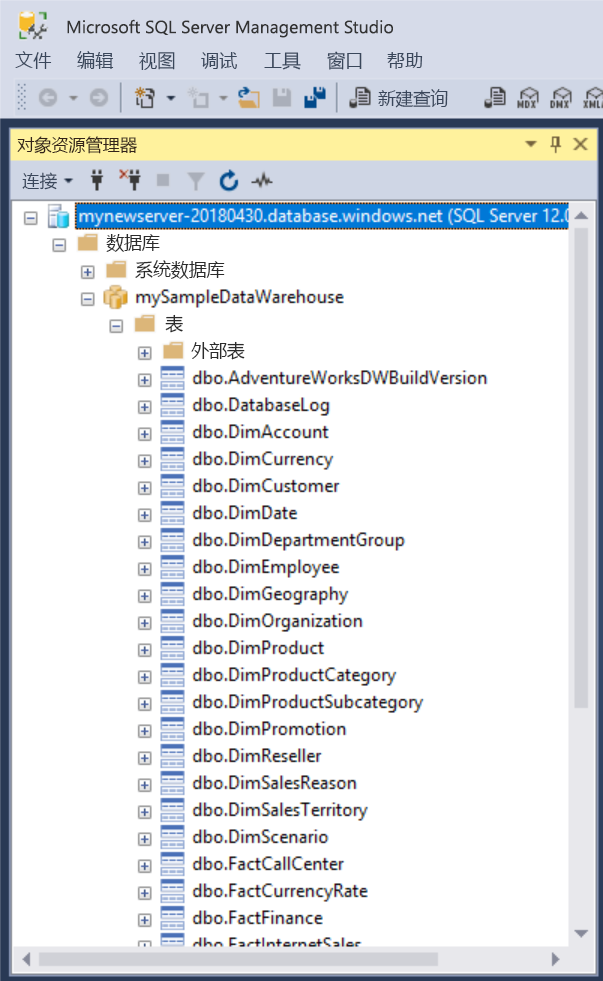 Microsoft SQL Server Management Studio
文件 编辑 视图 调试 工具 窗口 帮助
新建查询 MDX DMX XMLA
对象资源管理器
连接
mynewserver-20180430.database.windows.net (SQL Server 12.0
数据库
系统数据库
mySampleDataWarehouse
表
外部表
dbo.AdventureWorksDWBuildVersion
dbo.DatabaseLog
dbo.DimAccount
dbo.DimCurrency
dbo.DimCustomer
dbo.DimDate
dbo.DimDepartmentGroup
dbo.DimEmployee
dbo.DimGeography
dbo.DimOrganization
dbo.DimProduct
dbo.DimProductCategory
dbo.DimProductSubcategory
dbo.DimPromotion
dbo.DimReseller
dbo.DimSalesReason
dbo.DimSalesTerritory
dbo.DimScenario
dbo.FactCallCenter
dbo.FactCurrencyRate
dbo.FactFinance
dbo.FactInternetSales